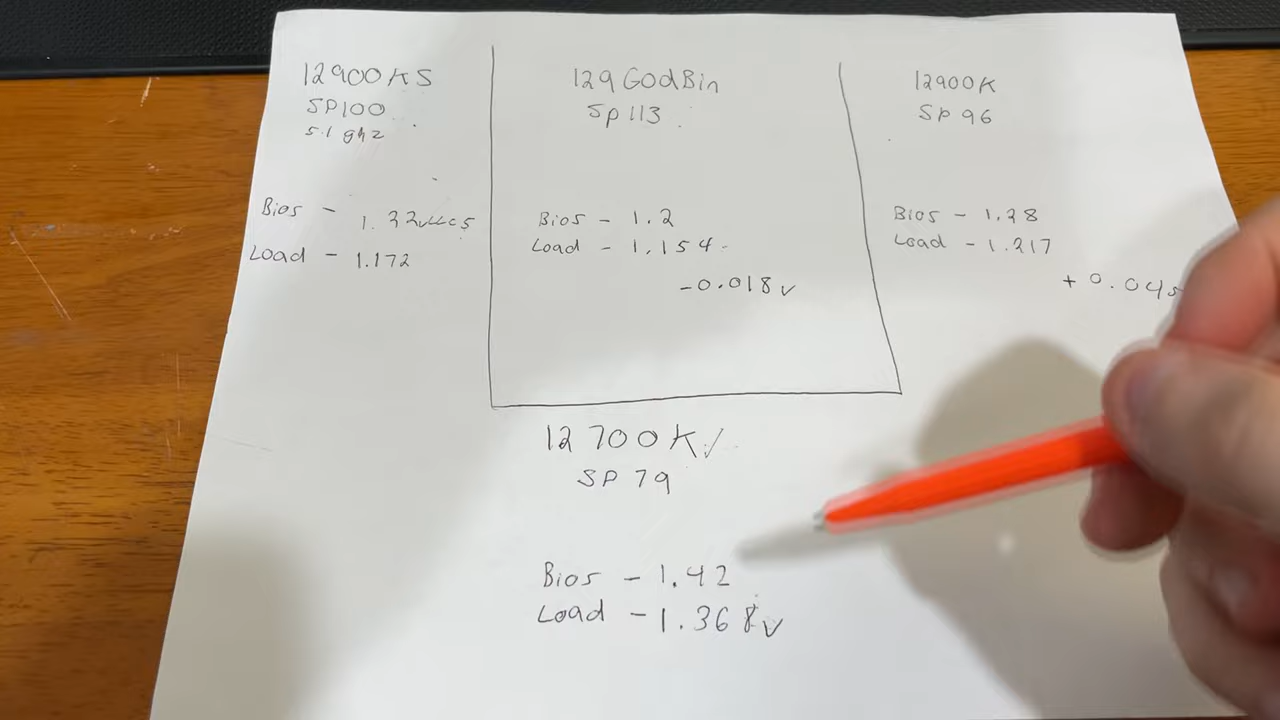 12900KS
SP100
5.1 ghz
Bios -
Load - 1.172
129 GodBin
Sp 113
Bios - 1.2
Load - 1.154
-0.018v
12900K
SP 96
Bios - 1.28
Load - 1.217
+ 0.045
12700K
SP 79
Bios - 1.42
Load - 1.368v